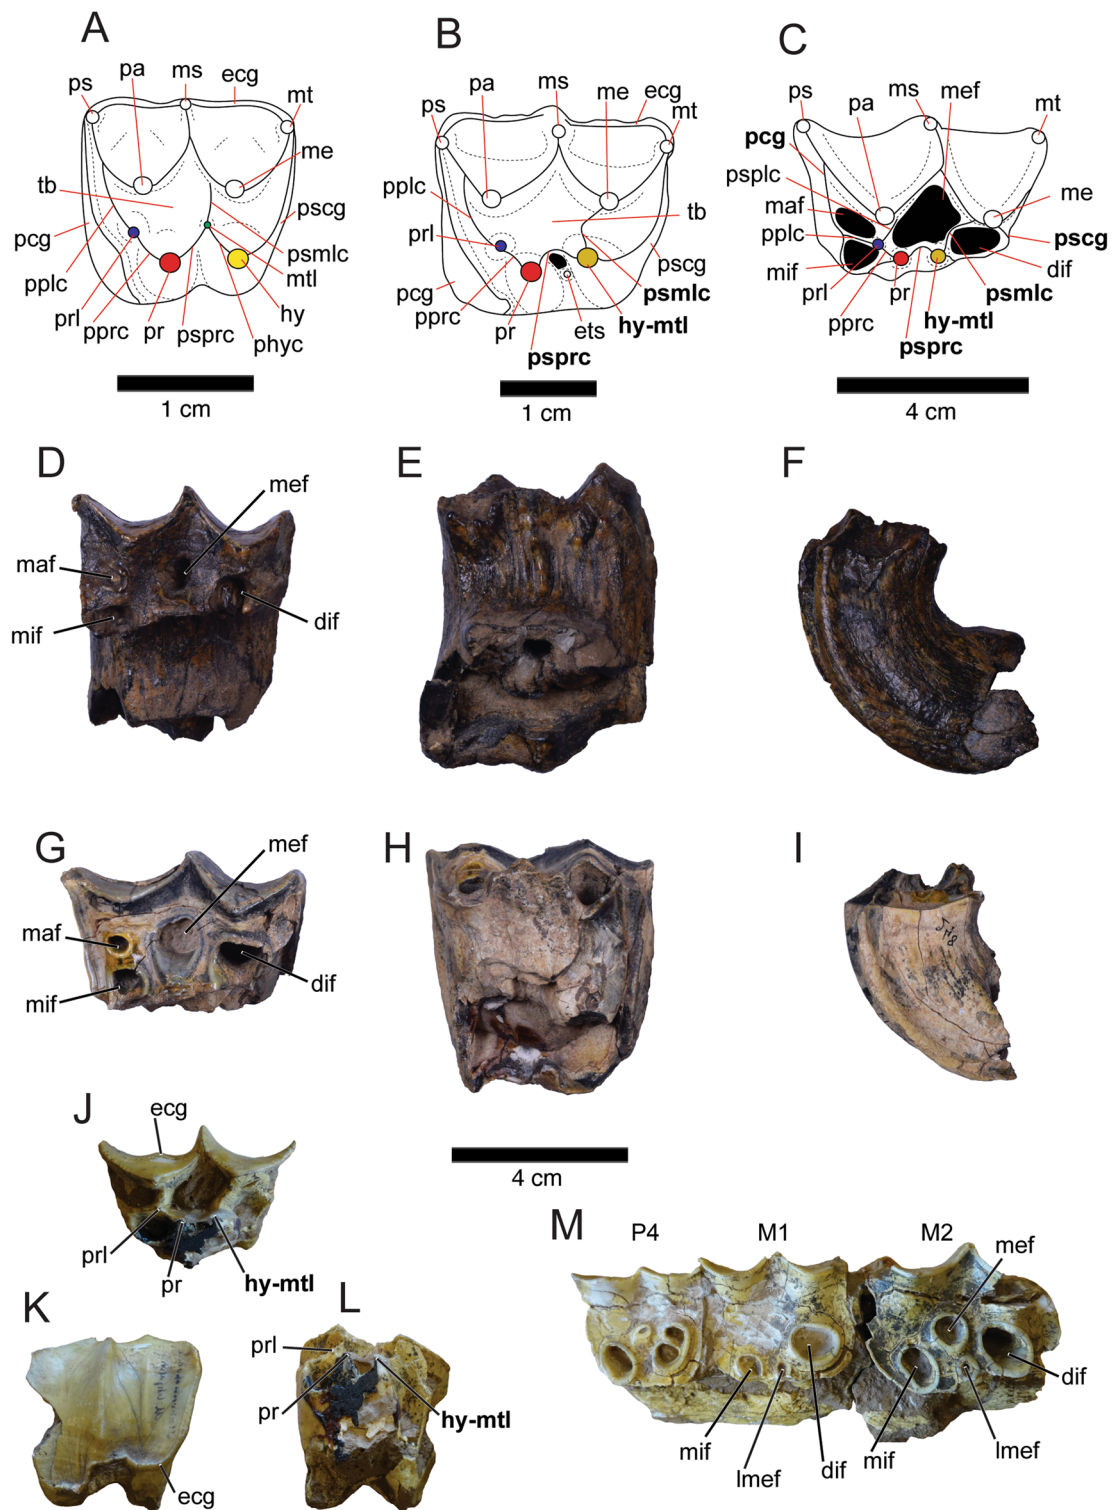 A
ps
pa
ms
ecg
mt
me
tb
pscg
pcg
psmlc
pplc
mtl
prl
hy
pprc
pr
psprc
phyc
1 cm
B
ps
pa
ms
me
ecg
mt
pplc
tb
prl
pscg
pcg
psmlc
pprc
pr
ets
hy-mtl
psprc
1 cm
C
ps
pa
ms
mef
mt
pcg
psplc
maf
me
pplc
pscg
mif
dif
prl
pr
psmlc
pprc
hy-mtl
psprc
4 cm
D
mef
maf
mif
dif
E
F
G
mef
maf
mif
dif
H
I
4 cm
J
ecg
prl
pr
hy-mtl
K
ecg
L
prl
pr
hy-mtl
M
P4
M1
M2
mef
dif
mif
lmef
dif
mif
lmef